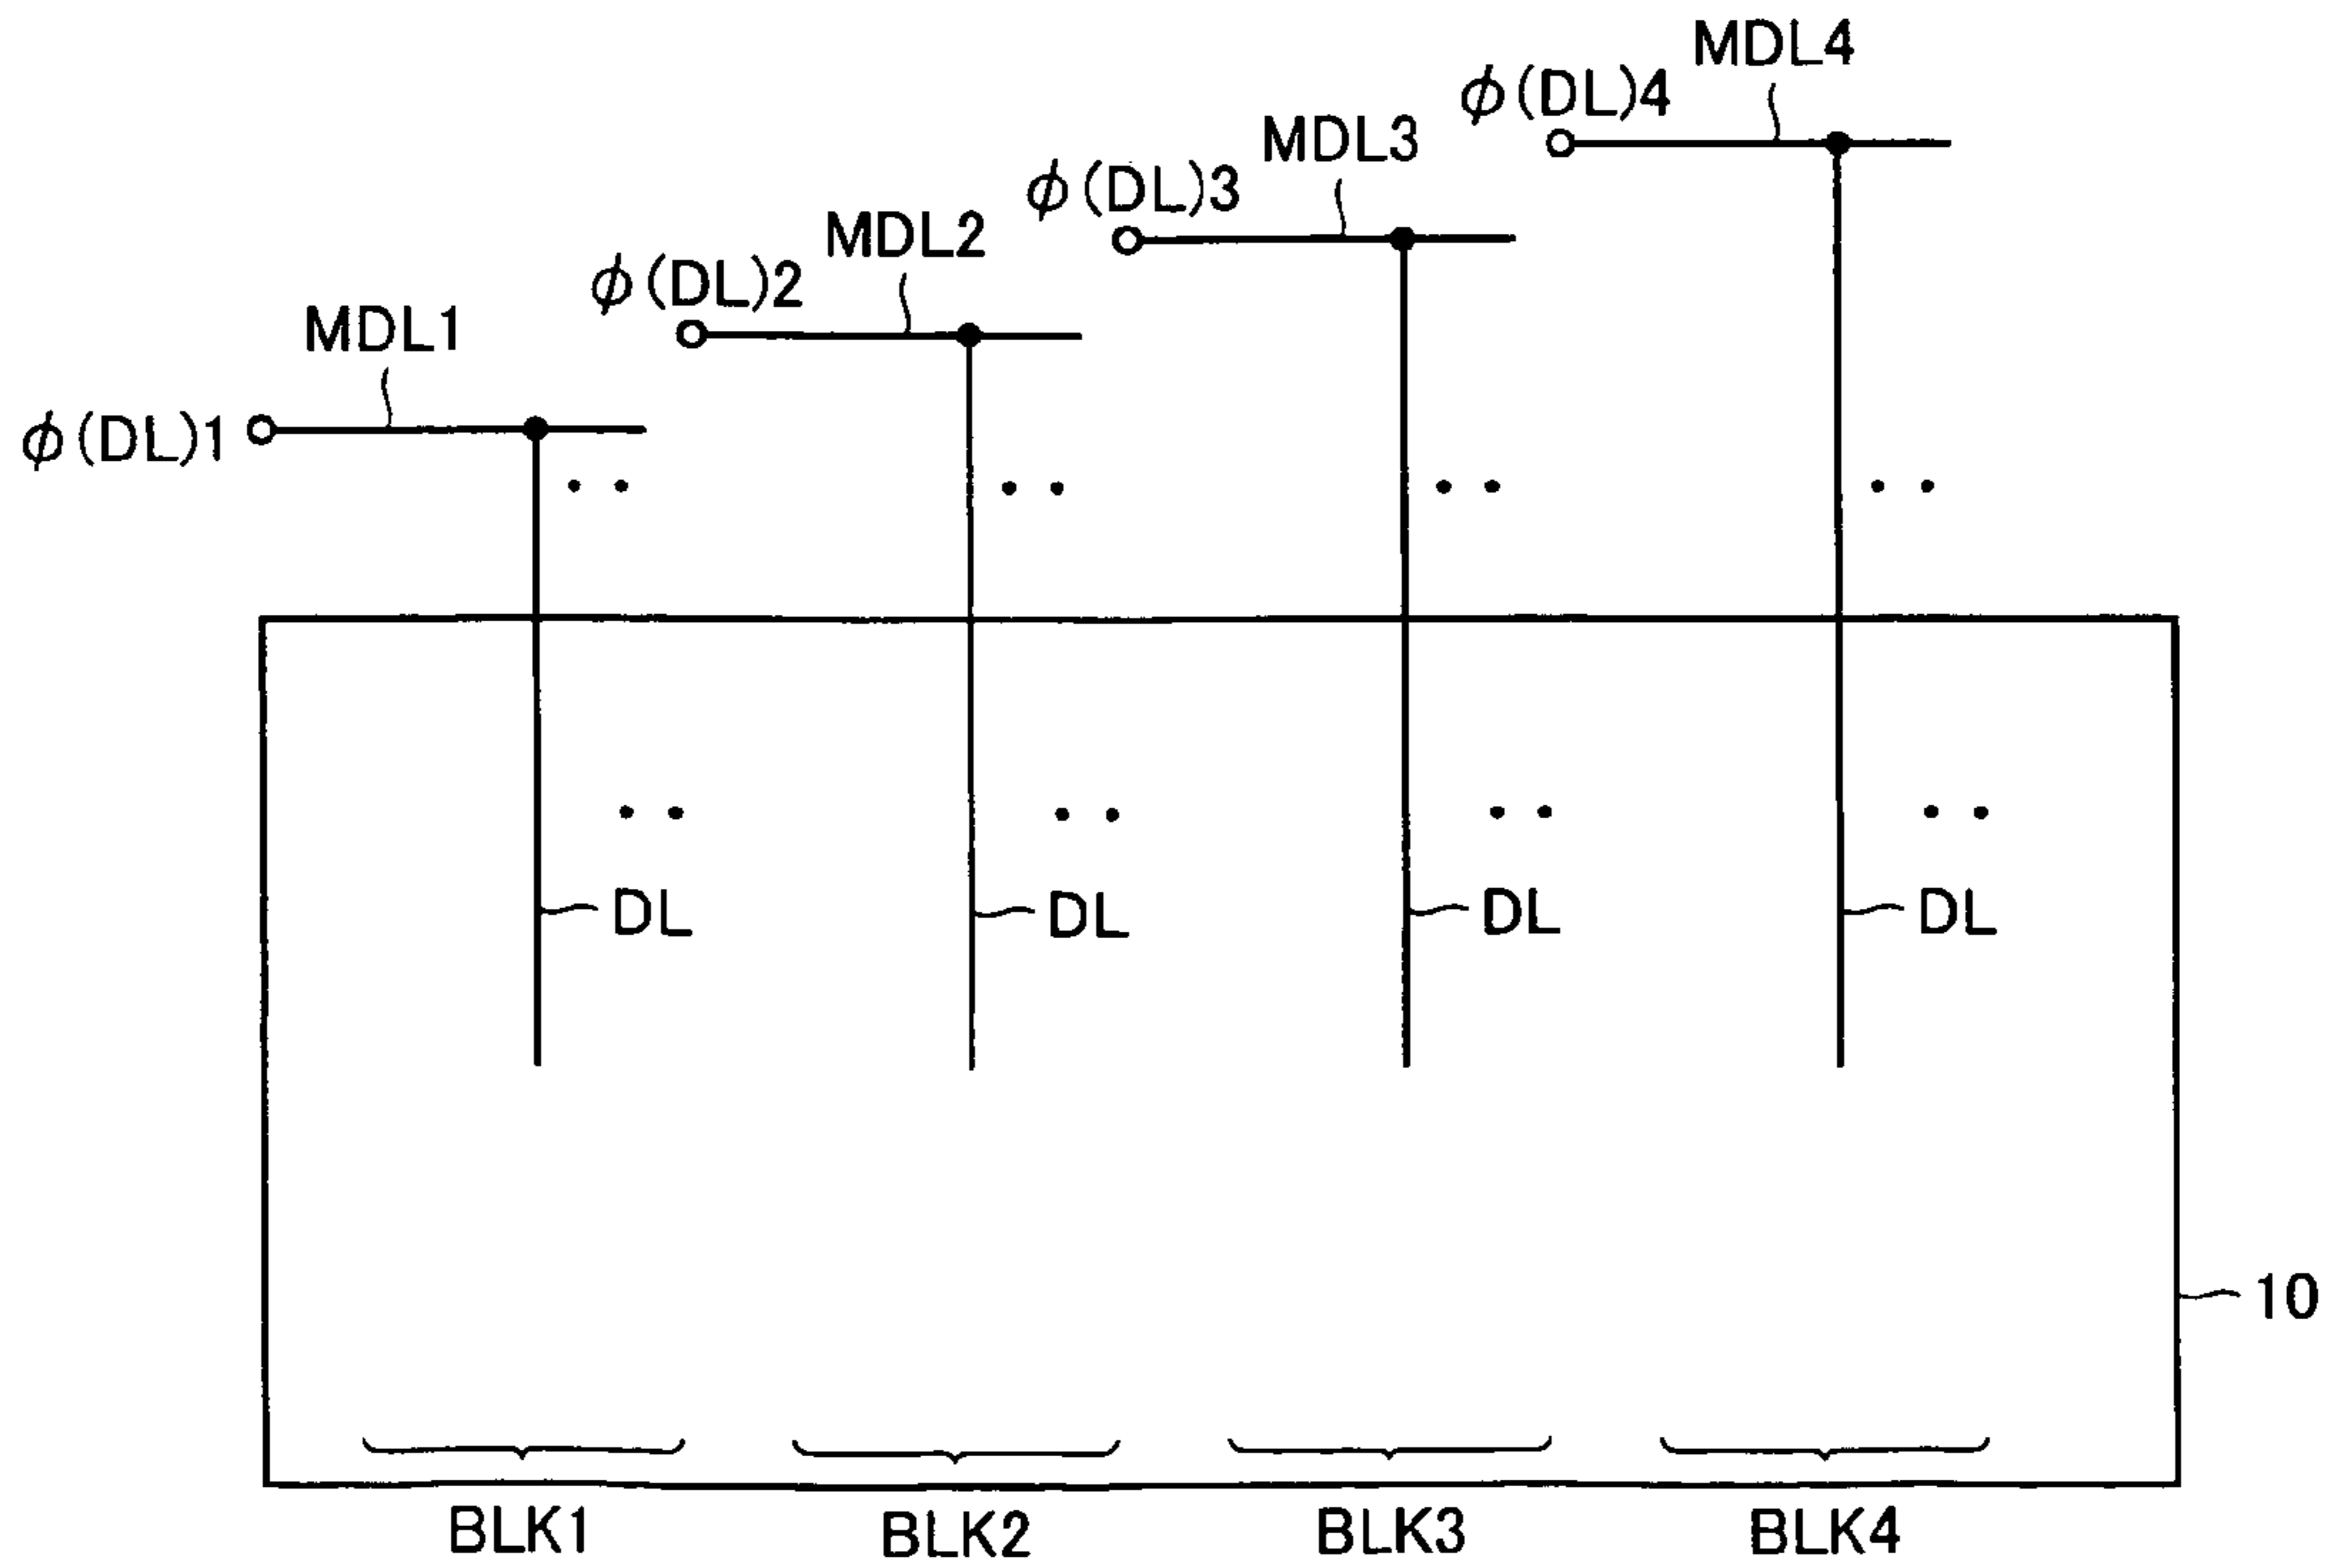 MDL4
ϕ(DL)4
MDL3
ϕ(DL)3
MDL2
ϕ(DL)2
MDL1
ϕ(DL)1
DL DL DL DL
10
BLK1 BLK2 BLK3 BLK4